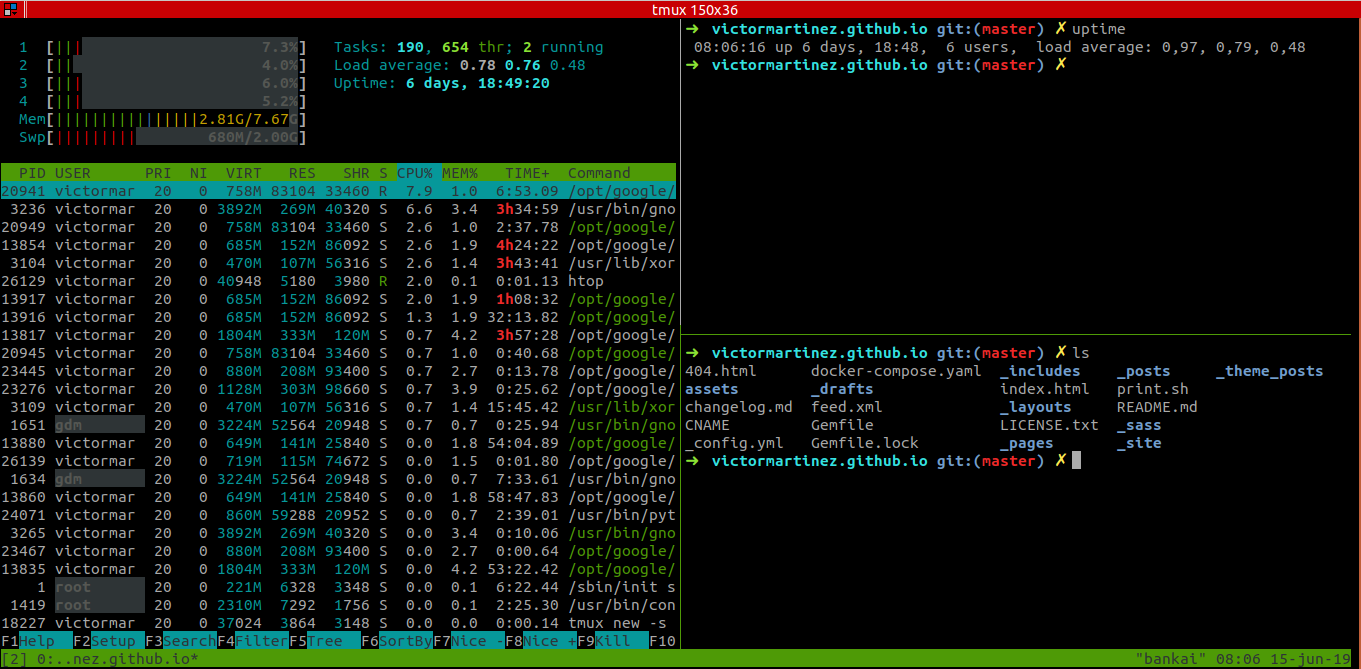 tmux 150x36
1 [||| 7.3%]
2 [|| 4.0%]
3 [||| 6.0%]
4 [||| 5.2%]
Mem[||||||||||||||||2.81G/7.67G]
Swp[||||||||| 680M/2.00G]
Tasks: 190, 654 thr; 2 running
Load average: 0.78 0.76 0.48
Uptime: 6 days, 18:49:20
PID USER PRI NI VIRT RES SHR S CPU% MEM% TIME+ Command
20941 victormar 20 0 758M 83104 33460 R 7.9 1.0 6:53.09 /opt/google/
3236 victormar 20 0 3892M 269M 40320 S 6.6 3.4 3h34:59 /usr/bin/gno
20949 victormar 20 0 758M 83104 33460 S 2.6 1.0 2:37.78 /opt/google/
13854 victormar 20 0 685M 152M 86092 S 2.6 1.9 4h24:22 /opt/google/
3104 victormar 20 0 470M 107M 56316 S 2.6 1.4 3h43:41 /usr/lib/xor
26129 victormar 20 0 40948 5180 3980 R 2.0 0.1 0:01.13 htop
13917 victormar 20 0 685M 152M 86092 S 2.0 1.9 1h08:32 /opt/google/
13916 victormar 20 0 685M 152M 86092 S 1.3 1.9 32:13.82 /opt/google/
13817 victormar 20 0 1804M 333M 120M S 0.7 4.2 3h57:28 /opt/google/
20945 victormar 20 0 758M 83104 33460 S 0.7 1.0 0:40.68 /opt/google/
23445 victormar 20 0 880M 208M 93400 S 0.7 2.7 0:13.78 /opt/google/
23276 victormar 20 0 1128M 303M 98660 S 0.7 3.9 0:25.62 /opt/google/
3109 victormar 20 0 470M 107M 56316 S 0.7 1.4 15:45.42 /usr/lib/xor
1651 gdm 20 0 3224M 52564 20948 S 0.7 0.7 0:25.94 /usr/bin/gno
13880 victormar 20 0 649M 141M 25840 S 0.0 1.8 54:04.89 /opt/google/
26139 victormar 20 0 719M 115M 74672 S 0.0 1.5 0:01.80 /opt/google/
1634 gdm 20 0 3224M 52564 20948 S 0.0 0.7 7:33.61 /usr/bin/gno
13860 victormar 20 0 649M 141M 25840 S 0.0 1.8 58:47.83 /opt/google/
24071 victormar 20 0 860M 59288 20952 S 0.0 0.7 2:39.01 /usr/bin/pyt
3265 victormar 20 0 3892M 269M 40320 S 0.0 3.4 0:10.06 /usr/bin/gno
23467 victormar 20 0 880M 208M 93400 S 0.0 2.7 0:00.64 /opt/google/
13835 victormar 20 0 1804M 333M 120M S 0.0 4.2 53:22.42 /opt/google/
1 root 20 0 221M 6328 3348 S 0.0 0.1 6:22.44 /sbin/init s
1419 root 20 0 2310M 7292 1756 S 0.0 0.1 2:25.30 /usr/bin/con
18227 victormar 20 0 37024 3864 3148 S 0.0 0.0 0:00.14 tmux new -s
F1Help F2Setup F3SearchF4FilterF5Tree F6SortByF7Nice -F8Nice +F9Kill F10
➜ victormartinez.github.io git:(master) ✗ uptime
08:06:16 up 6 days, 18:48, 6 users, load average: 0,97, 0,79, 0,48
➜ victormartinez.github.io git:(master) ✗
➜ victormartinez.github.io git:(master) ✗ ls
404.html docker-compose.yaml _includes _posts _theme_posts
assets _drafts index.html print.sh
changelog.md feed.xml _layouts README.md
CNAME Gemfile LICENSE.txt _sass
_config.yml Gemfile.lock _pages _site
➜ victormartinez.github.io git:(master) ✗
[2] 0:..nez.github.io* "bankai" 08:06 15-jun-19